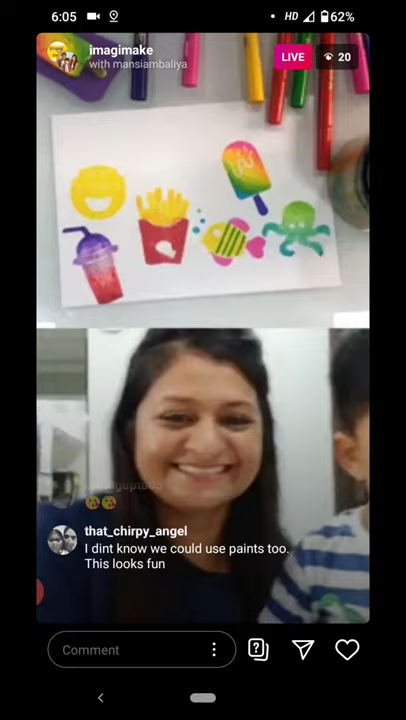 6:05
HD
62%
imagimake
with mansiambaliya
LIVE
20
that_chirpy_angel
I dint know we could use paints too.
This looks fun
Comment